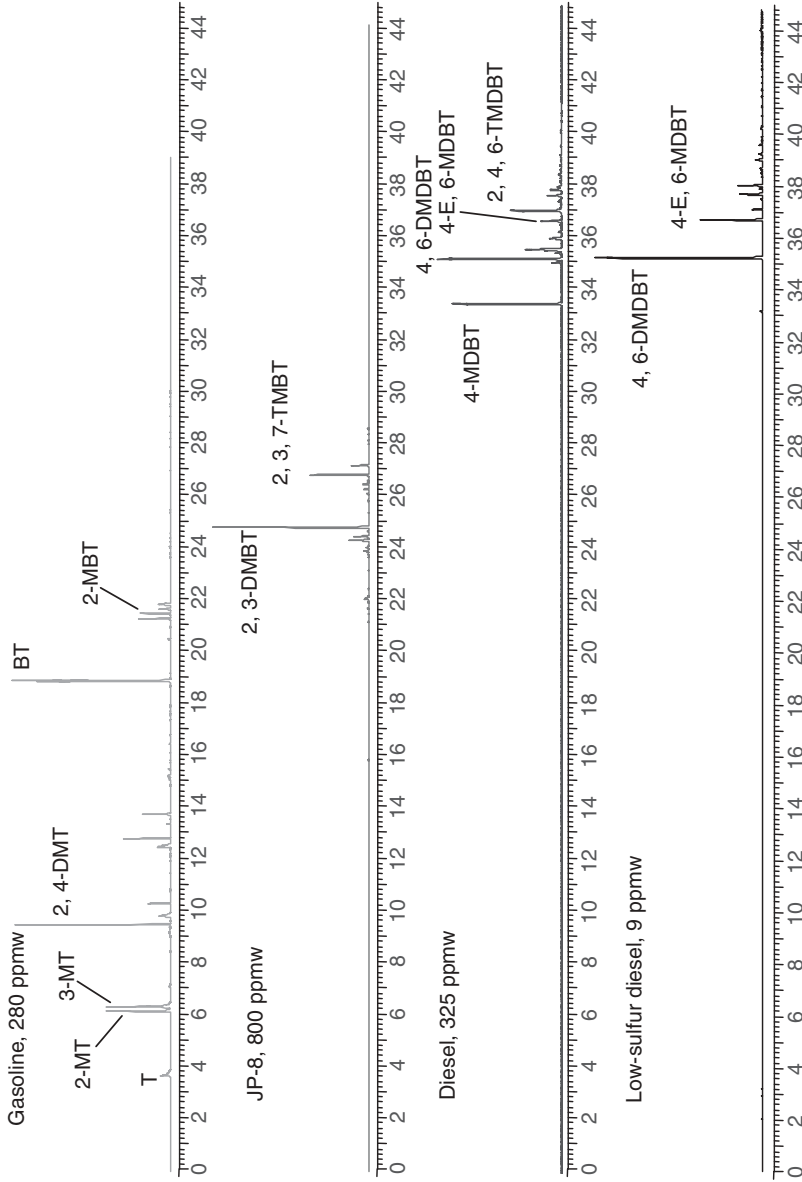 Gasoline, 280 ppmw
T
2-MT
3-MT
2, 4-DMT
BT
2-MBT
0 2 4 6 8 10 12 14 16 18 20 22 24 26 28 30 32 34 36 38 40 42 44
JP-8, 800 ppmw
2, 3-DMBT
2, 3, 7-TMBT
0 2 4 6 8 10 12 14 16 18 20 22 24 26 28 30 32 34 36 38 40 42 44
Diesel, 325 ppmw
4-MDBT
4, 6-DMDBT
4-E, 6-MDBT
2, 4, 6-TMDBT
0 2 4 6 8 10 12 14 16 18 20 22 24 26 28 30 32 34 36 38 40 42 44
Low-sulfur diesel, 9 ppmw
4, 6-DMDBT
4-E, 6-MDBT
0 2 4 6 8 10 12 14 16 18 20 22 24 26 28 30 32 34 36 38 40 42 44